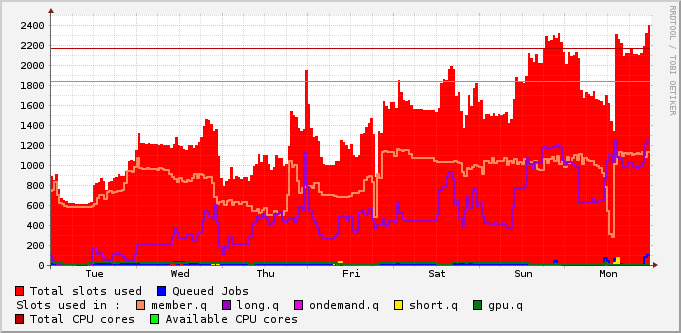 2400
2200
2000
1800
1600
1400
1200
1000
800
600
400
200
0
Tue Wed Thu Fri Sat Sun Mon
Total slots used Queued Jobs
Slots used in : member.q long.q ondemand.q short.q gpu.q
Total CPU cores Available CPU cores
RRDTOOL / TOBI OETIKER